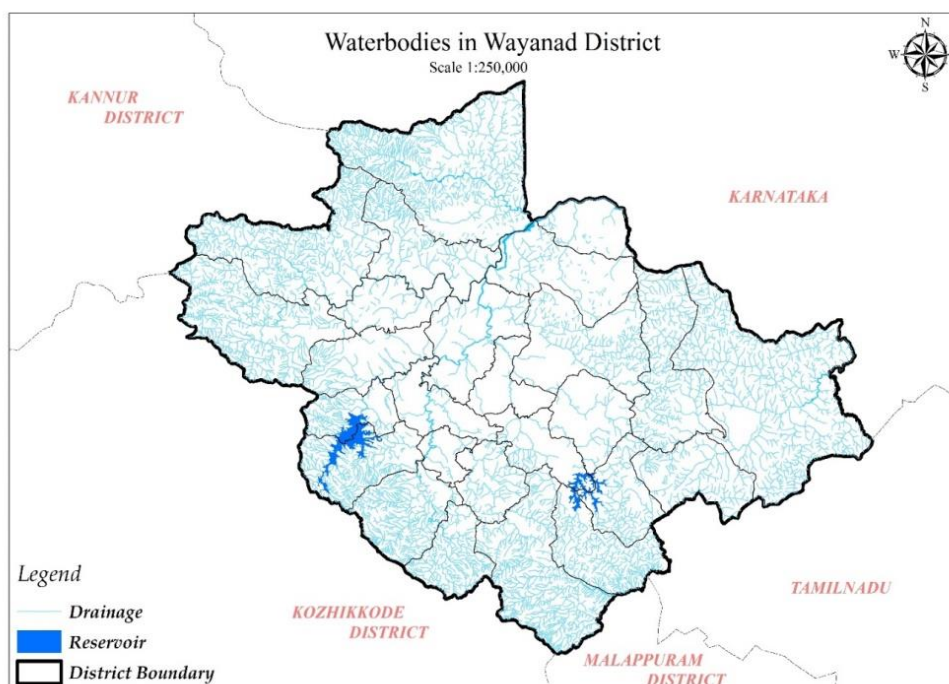 Waterbodies in Wayanad District
Scale 1:250,000
N
W
E
S
KANNUR
DISTRICT
KARNATAKA
TAMILNADU
KOZHIKKODE
DISTRICT
MALAPPURAM
DISTRICT
Legend
Drainage
Reservoir
District Boundary